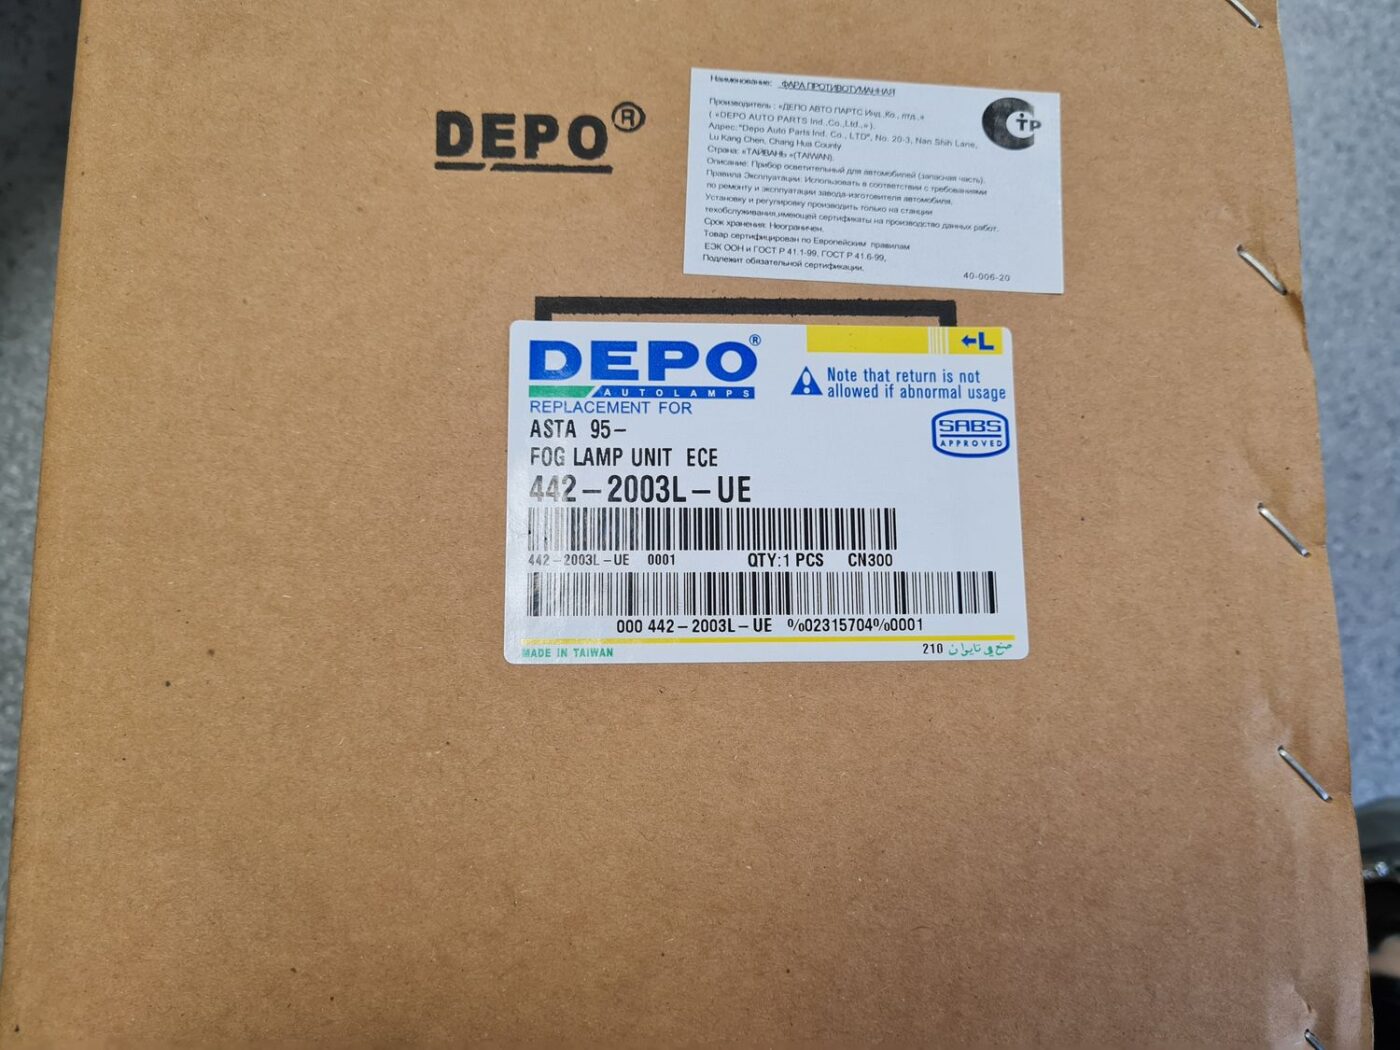 DEPO®
Наименование: ФАРА ПРОТИВОТУМАННАЯ
Производитель: «ДЕПО АВТО ПАРТС Инд.,Ко., лтд.,»
( «DEPO AUTO PARTS Ind.,Co.,Ltd.,»).
Адрес:"Depo Auto Parts Ind. Co., LTD", No. 20-3, Nan Shih Lane,
Lu Kang Chen, Chang Hua County
Страна: «ТАЙВАНЬ »(TAIWAN).
Описание: Прибор осветительный для автомобилей (запасная часть).
Правила Эксплуатации: Использовать в соответствии с требованиями
по ремонту и эксплуатации завода-изготовителя автомобиля.
Установку и регулировку производить только на станции
техобслуживания,имеющей сертификаты на производство данных работ.
Срок хранения: Неограничен.
Товар сертифицирован по Европейским правилам
ЕЭК ООН и ГОСТ Р 41.1-99, ГОСТ Р 41.6-99,
Подлежит обязательной сертификации.
40-006-20
DEPO®
←L
AUTOLAMPS
Note that return is not
allowed if abnormal usage
REPLACEMENT FOR
ASTA 95-
SABS
APPROVED
FOG LAMP UNIT ECE
442-2003L-UE
442-2003L-UE 0001 QTY:1 PCS CN300
000 442-2003L-UE %02315704%0001
MADE IN TAIWAN 210 صنع في تايوان